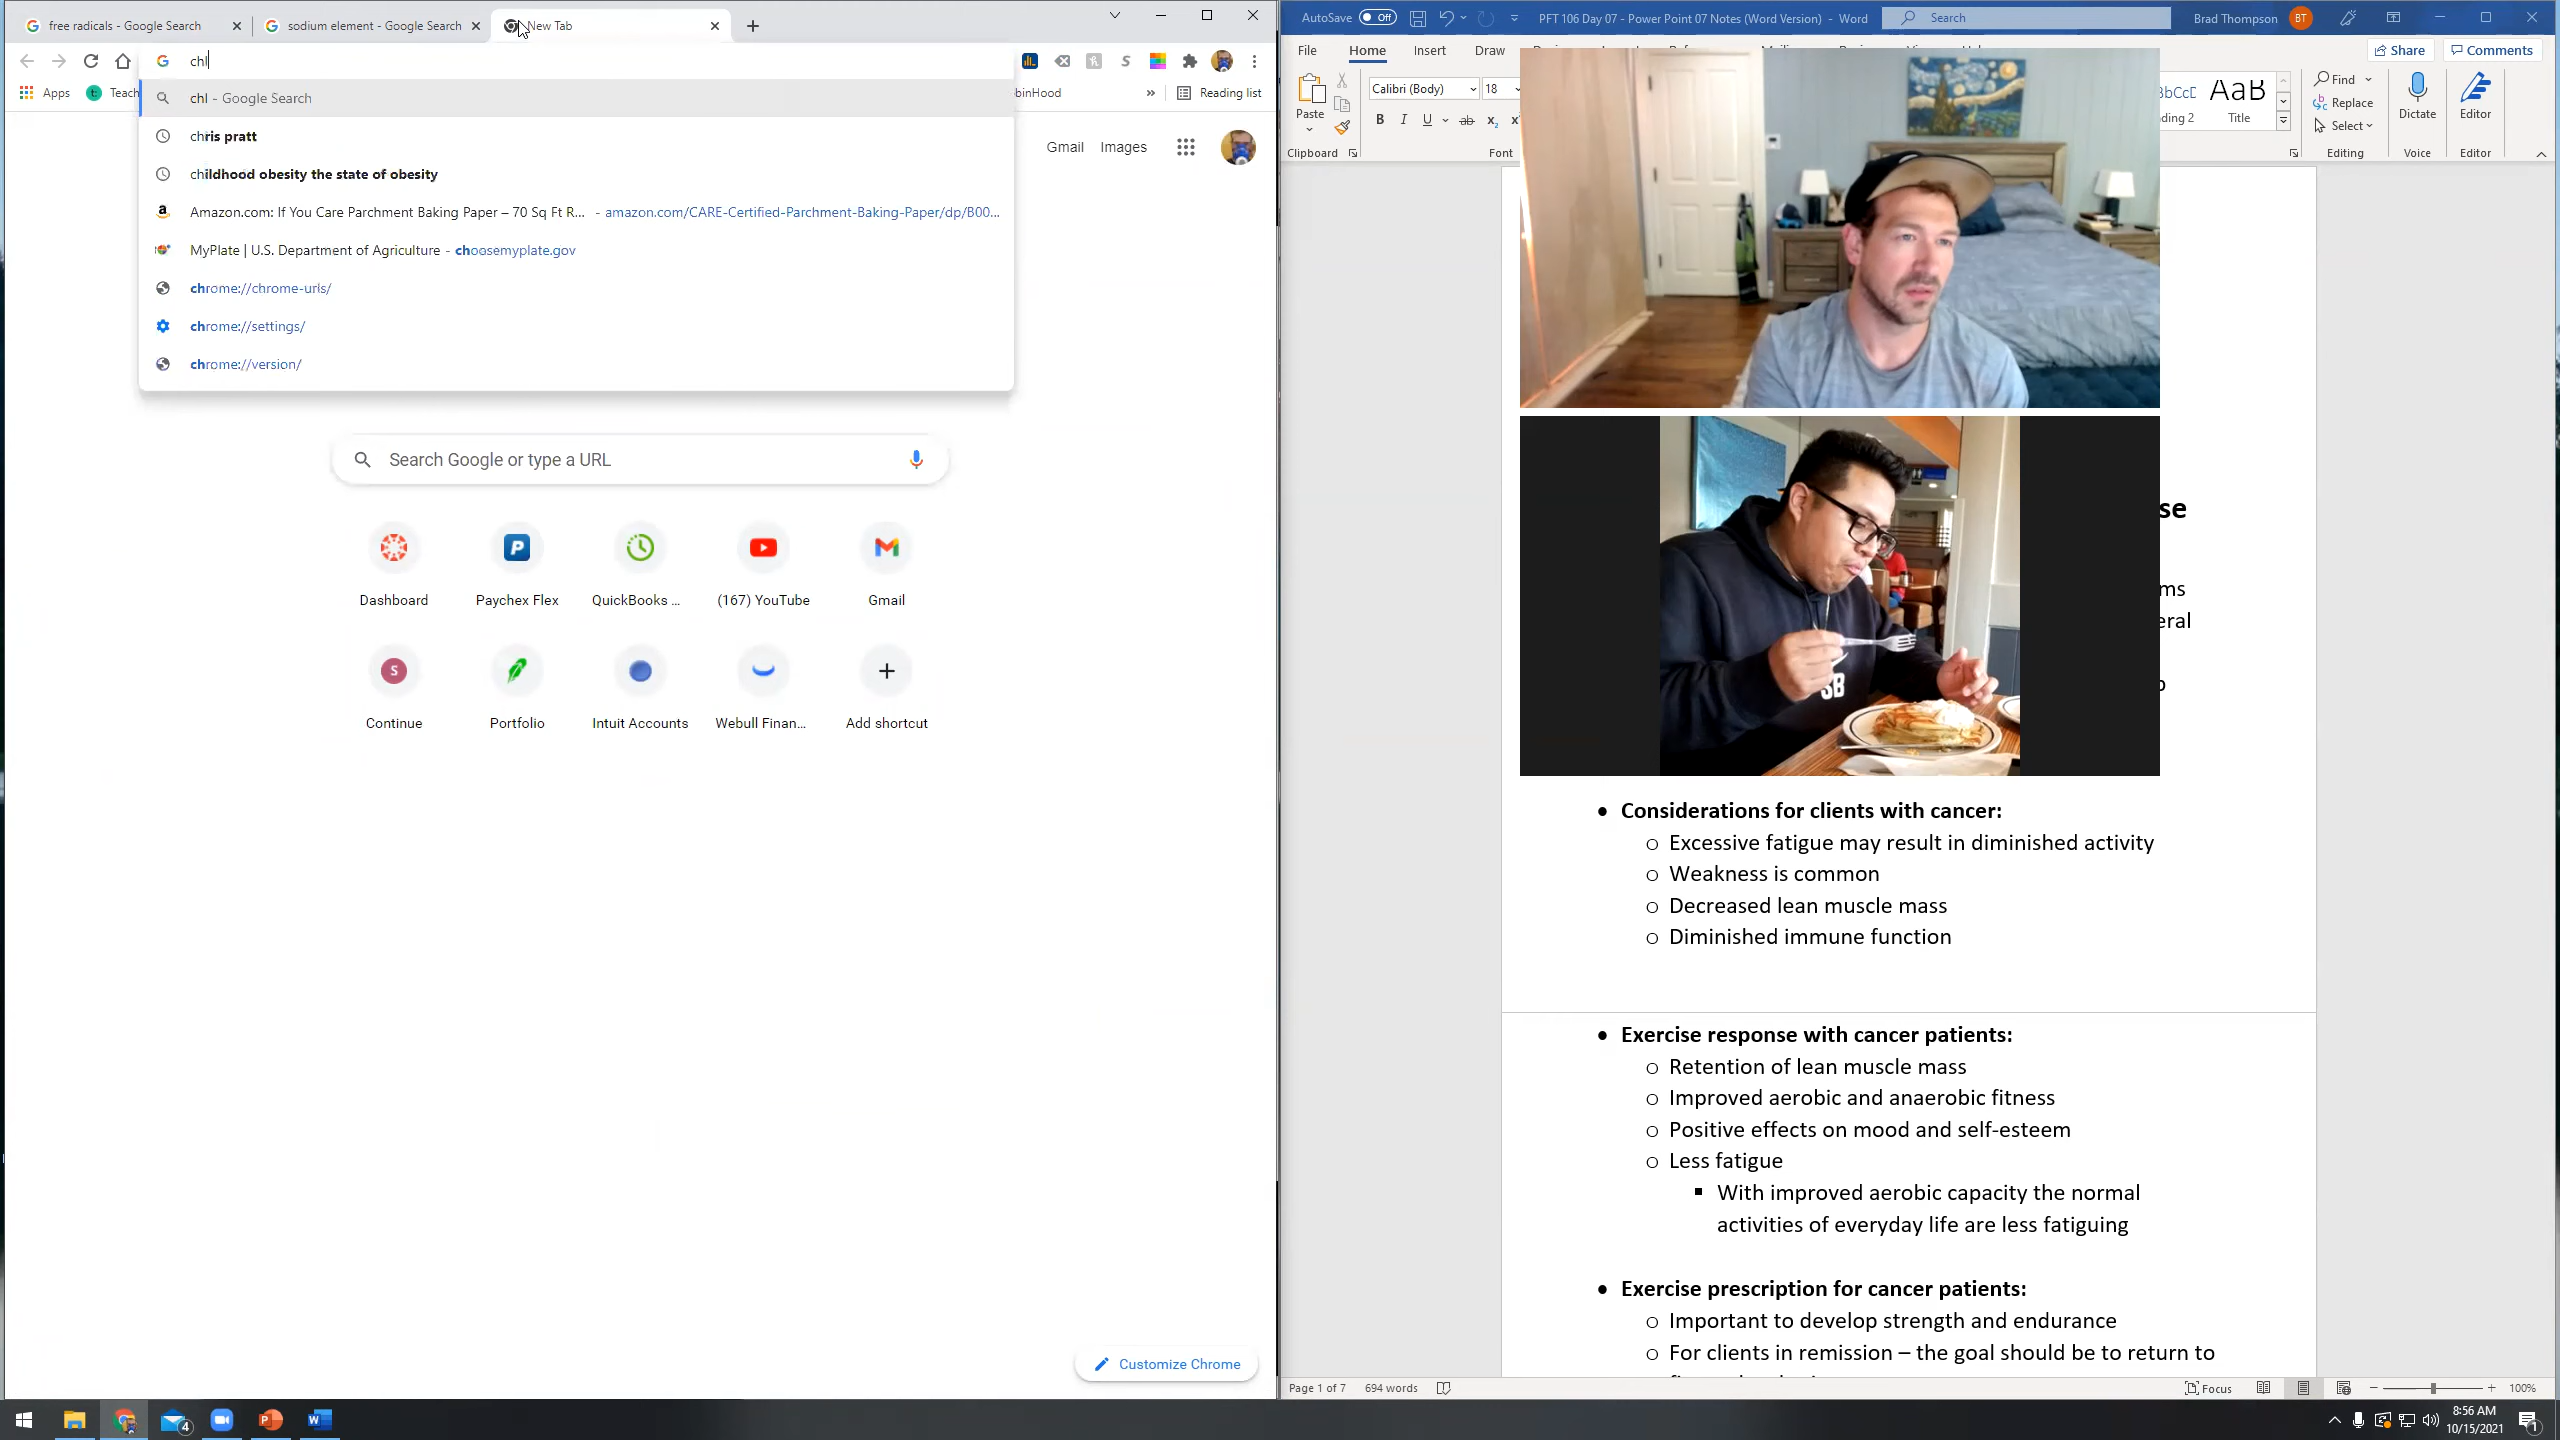 free radicals - Google Search
sodium element - Google Search
New Tab
chl
Apps
Teach
binHood
»
Reading list
chl - Google Search
chris pratt
childhood obesity the state of obesity
Amazon.com: If You Care Parchment Baking Paper – 70 Sq Ft R... - amazon.com/CARE-Certified-Parchment-Baking-Paper/dp/B00...
MyPlate | U.S. Department of Agriculture - choosemyplate.gov
chrome://chrome-urls/
chrome://settings/
chrome://version/
Gmail
Images
Search Google or type a URL
Dashboard
Paychex Flex
QuickBooks ...
(167) YouTube
Gmail
Continue
Portfolio
Intuit Accounts
Webull Finan...
Add shortcut
Customize Chrome
AutoSave Off
PFT 106 Day 07 - Power Point 07 Notes (Word Version) - Word
Search
Brad Thompson BT
File
Home
Insert
Draw
Share
Comments
Paste
Calibri (Body)
18
B I U ab x₂
AaB
Title
Find
Replace
Select
Dictate
Editor
Clipboard
Font
Editing
Voice
Editor
se
ms
eral
SB
• Considerations for clients with cancer:
o Excessive fatigue may result in diminished activity
o Weakness is common
o Decreased lean muscle mass
o Diminished immune function
• Exercise response with cancer patients:
o Retention of lean muscle mass
o Improved aerobic and anaerobic fitness
o Positive effects on mood and self-esteem
o Less fatigue
▪ With improved aerobic capacity the normal
activities of everyday life are less fatiguing
• Exercise prescription for cancer patients:
o Important to develop strength and endurance
o For clients in remission – the goal should be to return to
Page 1 of 7
694 words
Focus
100%
4
8:56 AM
10/15/2021
1